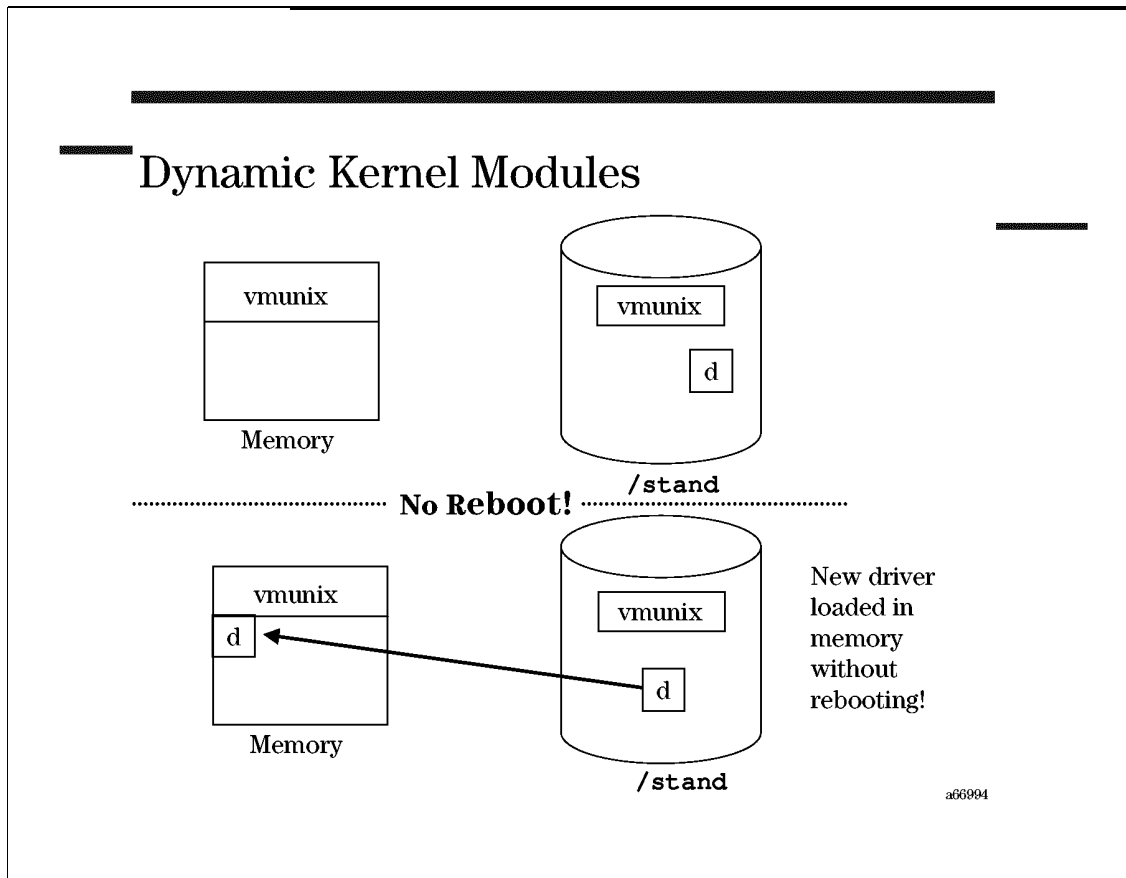 Dynamic Kernel Modules
vmunix
Memory
vmunix
d
/stand
No Reboot!
vmunix
d
Memory
vmunix
d
/stand
New driver
loaded in
memory
without
rebooting!
a66994